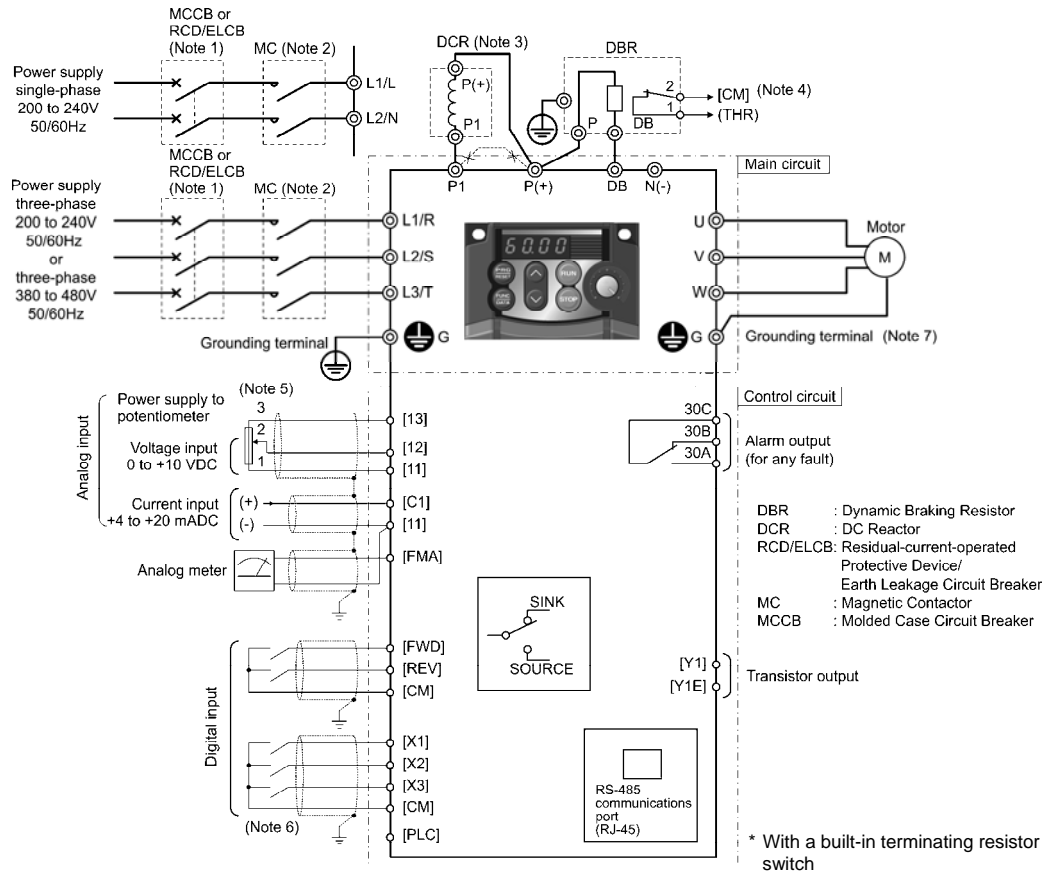 MCCB or
RCD/ELCB
(Note 1)
MC (Note 2)
Power supply
single-phase
200 to 240V
50/60Hz
L1/L
L2/N
DCR (Note 3)
P(+)
P1
DBR
P
DB
2
1
[CM] (Note 4)
(THR)
P1
P(+)
DB
N(-)
Main circuit
MCCB or
RCD/ELCB
(Note 1)
MC (Note 2)
Power supply
three-phase
200 to 240V
50/60Hz
or
three-phase
380 to 480V
50/60Hz
L1/R
L2/S
L3/T
G
Grounding terminal
60.00
PRG
RESET
RUN
FUNC
DATA
STOP
U
V
W
G
Motor
M
Grounding terminal (Note 7)
Control circuit
Analog input
Power supply to
potentiometer
(Note 5)
3
2
1
Voltage input
0 to +10 VDC
[13]
[12]
[11]
Current input
+4 to +20 mADC
(+)
(-)
[C1]
[11]
Analog meter
[FMA]
30C
30B
30A
Alarm output
(for any fault)
DBR : Dynamic Braking Resistor
DCR : DC Reactor
RCD/ELCB: Residual-current-operated
Protective Device/
Earth Leakage Circuit Breaker
MC : Magnetic Contactor
MCCB : Molded Case Circuit Breaker
SINK
SOURCE
Digital input
[FWD]
[REV]
[CM]
[X1]
[X2]
[X3]
[CM]
(Note 6)
[PLC]
[Y1]
[Y1E]
Transistor output
RS-485
communications
port
(RJ-45)
* With a built-in terminating resistor
switch